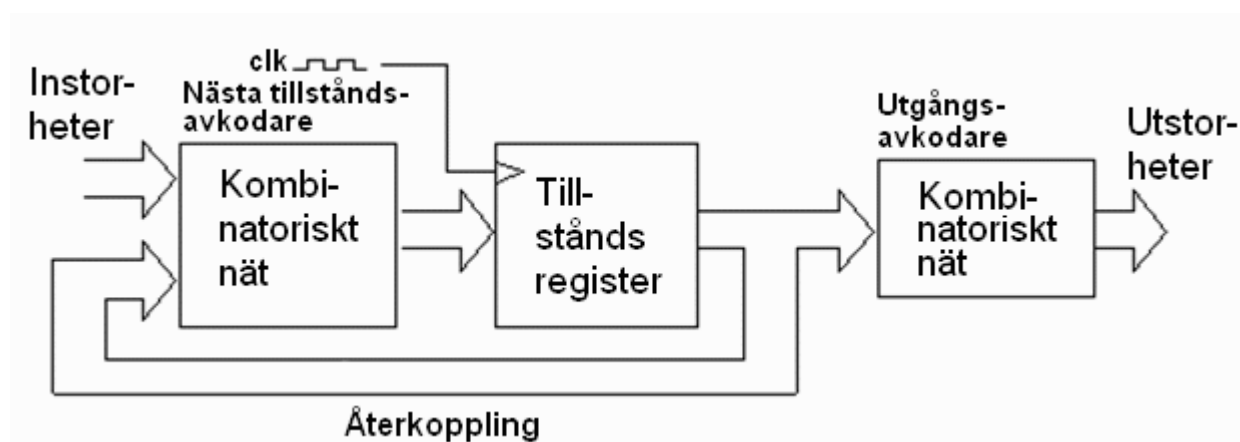 Instor-
heter
clk
Nästa tillstånds-
avkodare
Kombi-
natoriskt
nät
Till-
stånds
register
Utgångs-
avkodare
Kombi-
natoriskt
nät
Utstor-
heter
Återkoppling